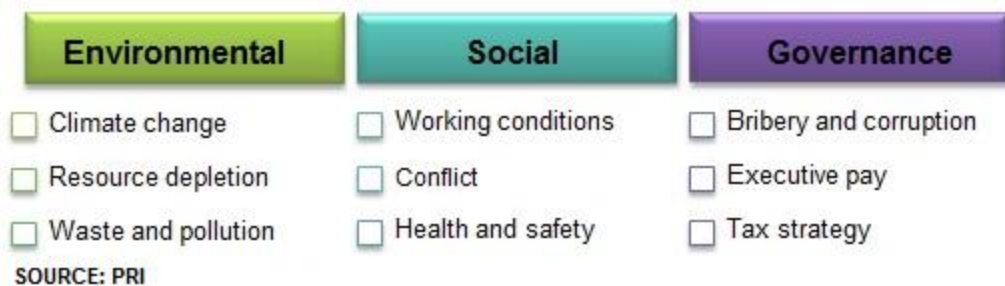 Environmental
Climate change
Resource depletion
Waste and pollution
Social
Working conditions
Conflict
Health and safety
Governance
Bribery and corruption
Executive pay
Tax strategy
SOURCE: PRI